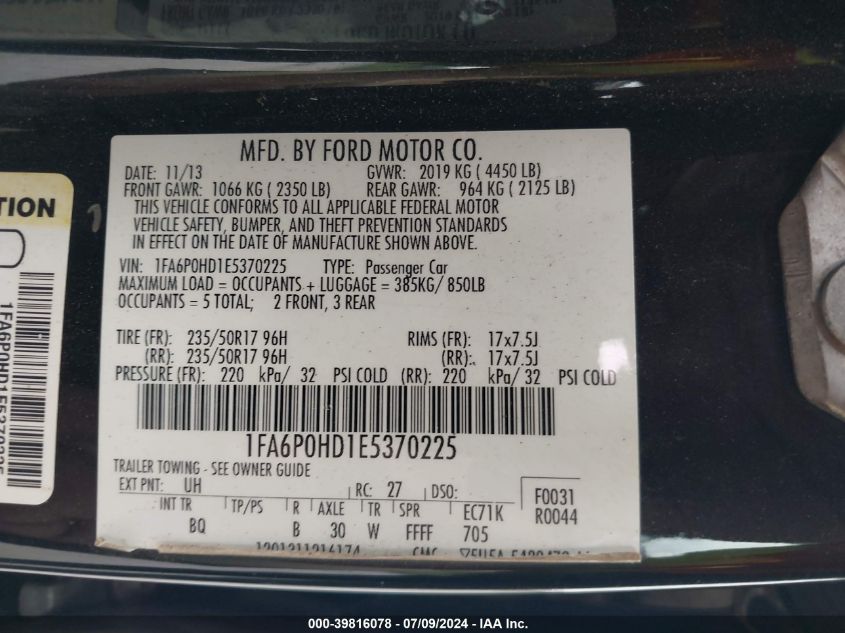 MFD. BY FORD MOTOR CO.
DATE: 11/13 GVWR: 2019 KG ( 4450 LB)
FRONT GAWR: 1066 KG ( 2350 LB) REAR GAWR: 964 KG ( 2125 LB)
THIS VEHICLE CONFORMS TO ALL APPLICABLE FEDERAL MOTOR
VEHICLE SAFETY, BUMPER, AND THEFT PREVENTION STANDARDS
IN EFFECT ON THE DATE OF MANUFACTURE SHOWN ABOVE.
VIN: 1FA6P0HD1E5370225 TYPE: Passenger Car
MAXIMUM LOAD = OCCUPANTS + LUGGAGE = 385KG/ 850LB
OCCUPANTS = 5 TOTAL; 2 FRONT, 3 REAR
TIRE (FR): 235/50R17 96H RIMS (FR): 17x7.5J
(RR): 235/50R17 96H (RR): 17x7.5J
PRESSURE (FR): 220 kPa/ 32 PSI COLD (RR): 220 kPa/ 32 PSI COLD
1FA6P0HD1E5370225
TRAILER TOWING - SEE OWNER GUIDE
EXT PNT: UH RC: 27 DSO: F0031
INT TR TP/PS R AXLE TR SPR EC71K R0044
BQ B 30 W FFFF 705
TION
1FA6P0HD1E5370225
000-39816078 - 07/09/2024 - IAA Inc.